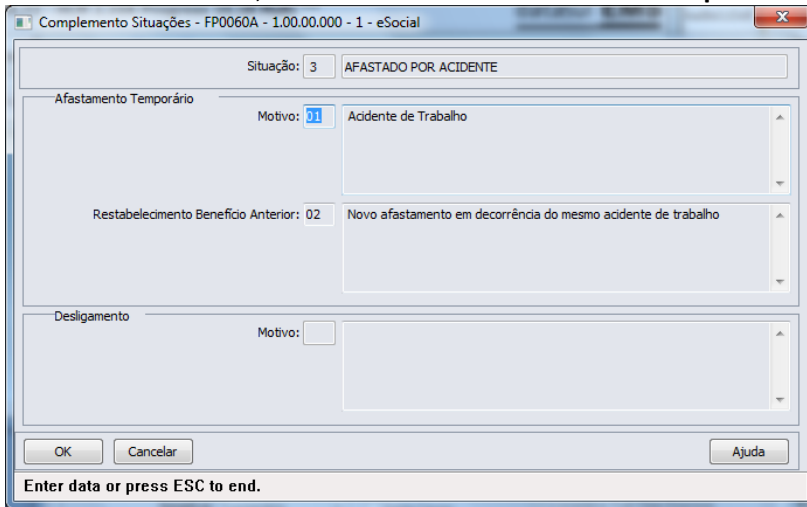 Complemento Situações - FP0060A - 1.00.00.000 - 1 - eSocial
Situação: 3 AFASTADO POR ACIDENTE
Afastamento Temporário
Motivo: 01 Acidente de Trabalho
Restabelecimento Benefício Anterior: 02 Novo afastamento em decorrência do mesmo acidente de trabalho
Desligamento
Motivo:
OK Cancelar Ajuda
Enter data or press ESC to end.